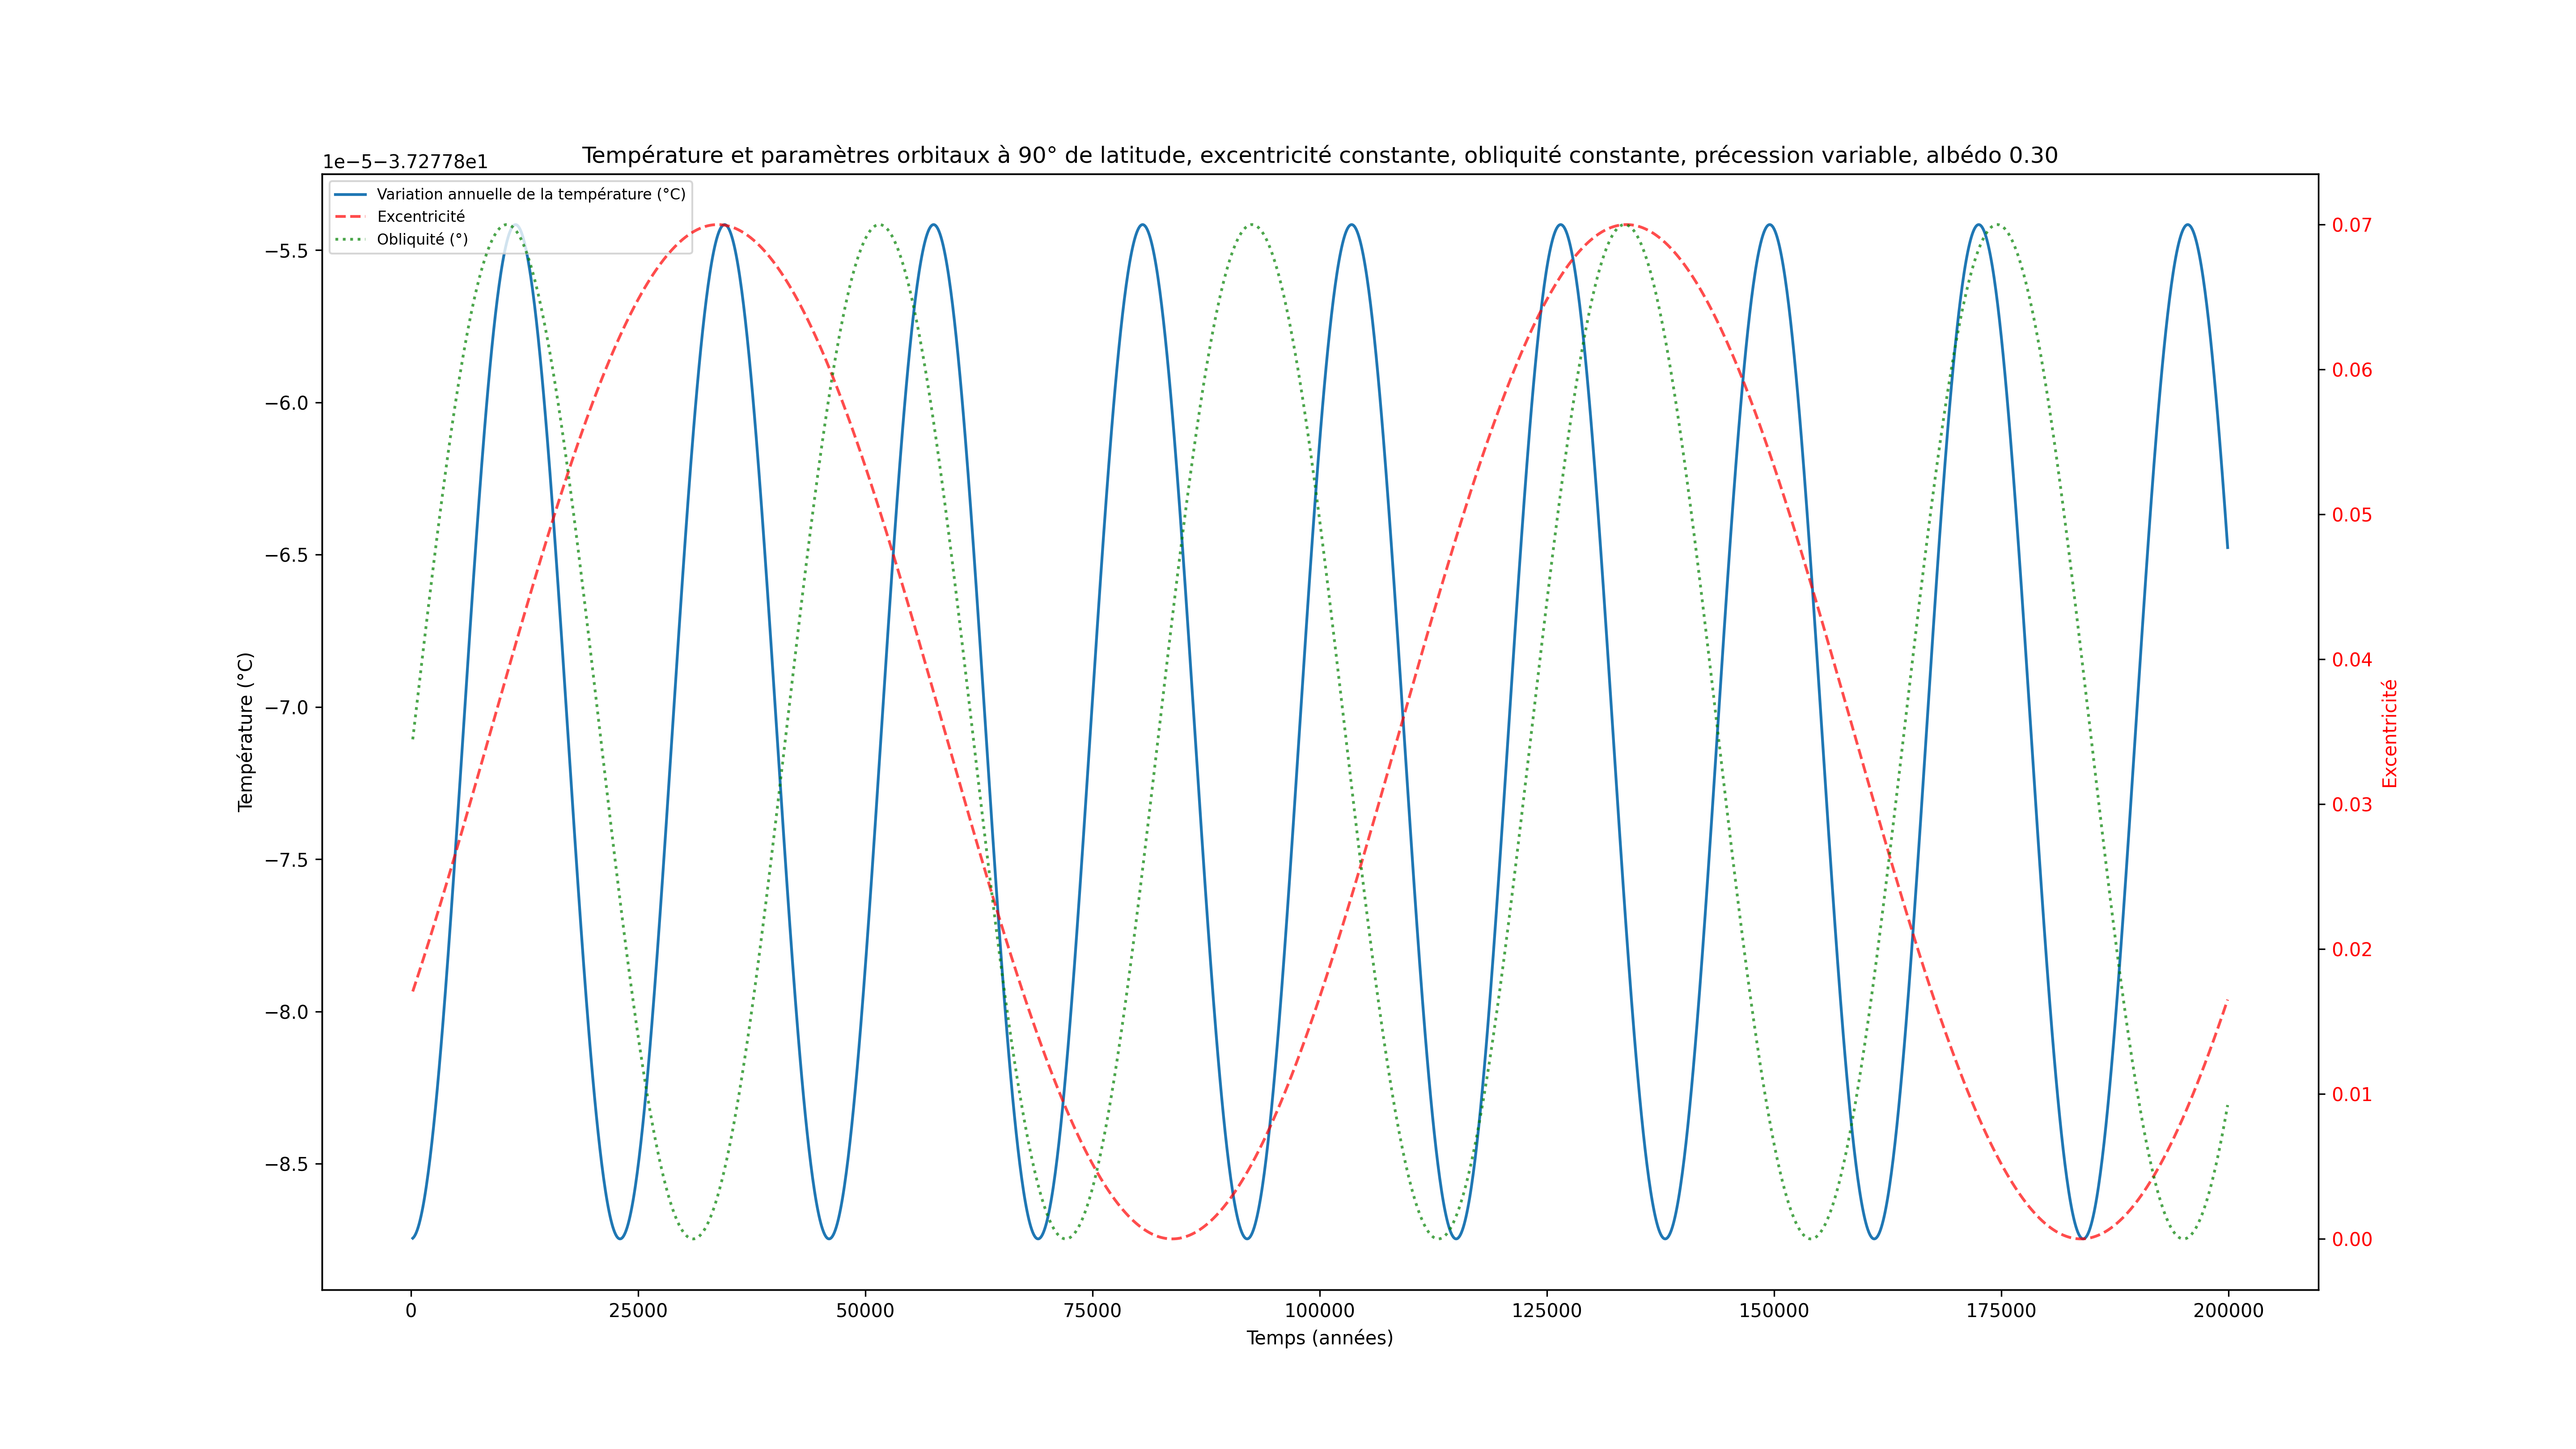 Température et paramètres orbitaux à 90° de latitude, excentricité constante, obliquité constante, précession variable, albédo 0.30
1e−5−3.72778e1
Variation annuelle de la température (°C)
Excentricité
Obliquité (°)
−5.5
−6.0
−6.5
−7.0
−7.5
−8.0
−8.5
Température (°C)
0.07
0.06
0.05
0.04
0.03
0.02
0.01
0.00
Excentricité
0 25000 50000 75000 100000 125000 150000 175000 200000
Temps (années)